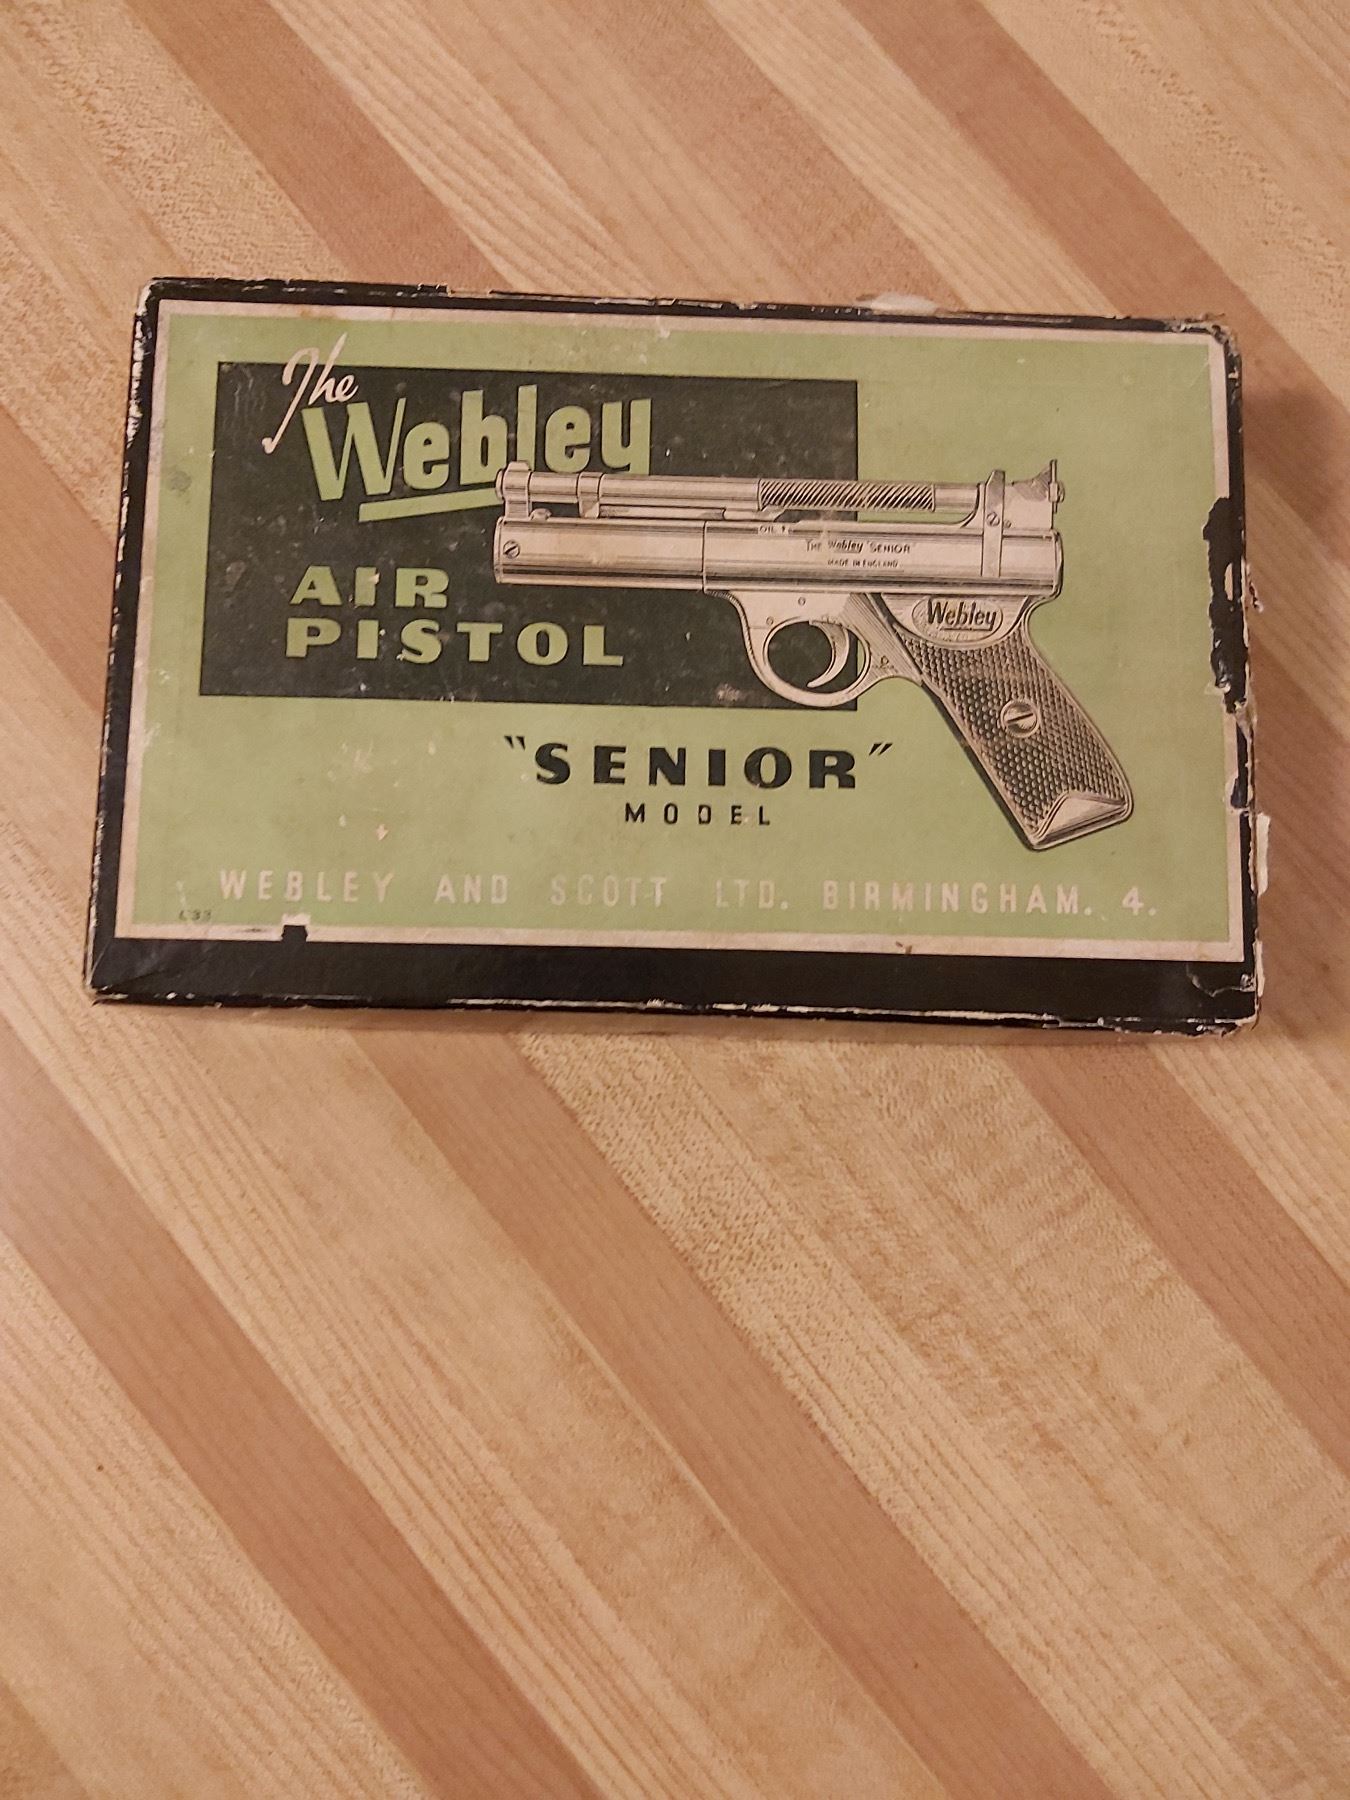 The
Webley
AIR
PISTOL
OIL
THE Webley "SENIOR"
MADE IN ENGLAND
Webley
"SENIOR"
MODEL
WEBLEY AND SCOTT LTD. BIRMINGHAM. 4.